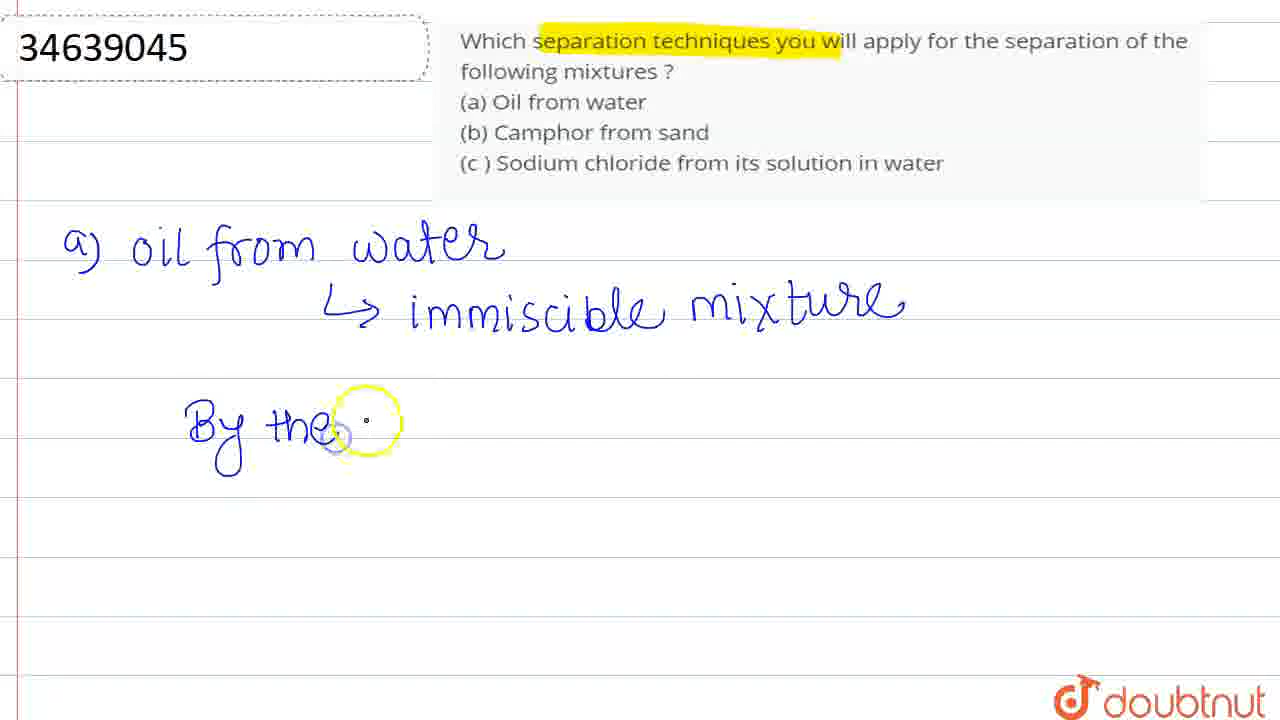 34639045
Which separation techniques you will apply for the separation of the
following mixtures ?
(a) Oil from water
(b) Camphor from sand
(c ) Sodium chloride from its solution in water
a) oil from water
↳ immiscible mixture
By the
doubtnut